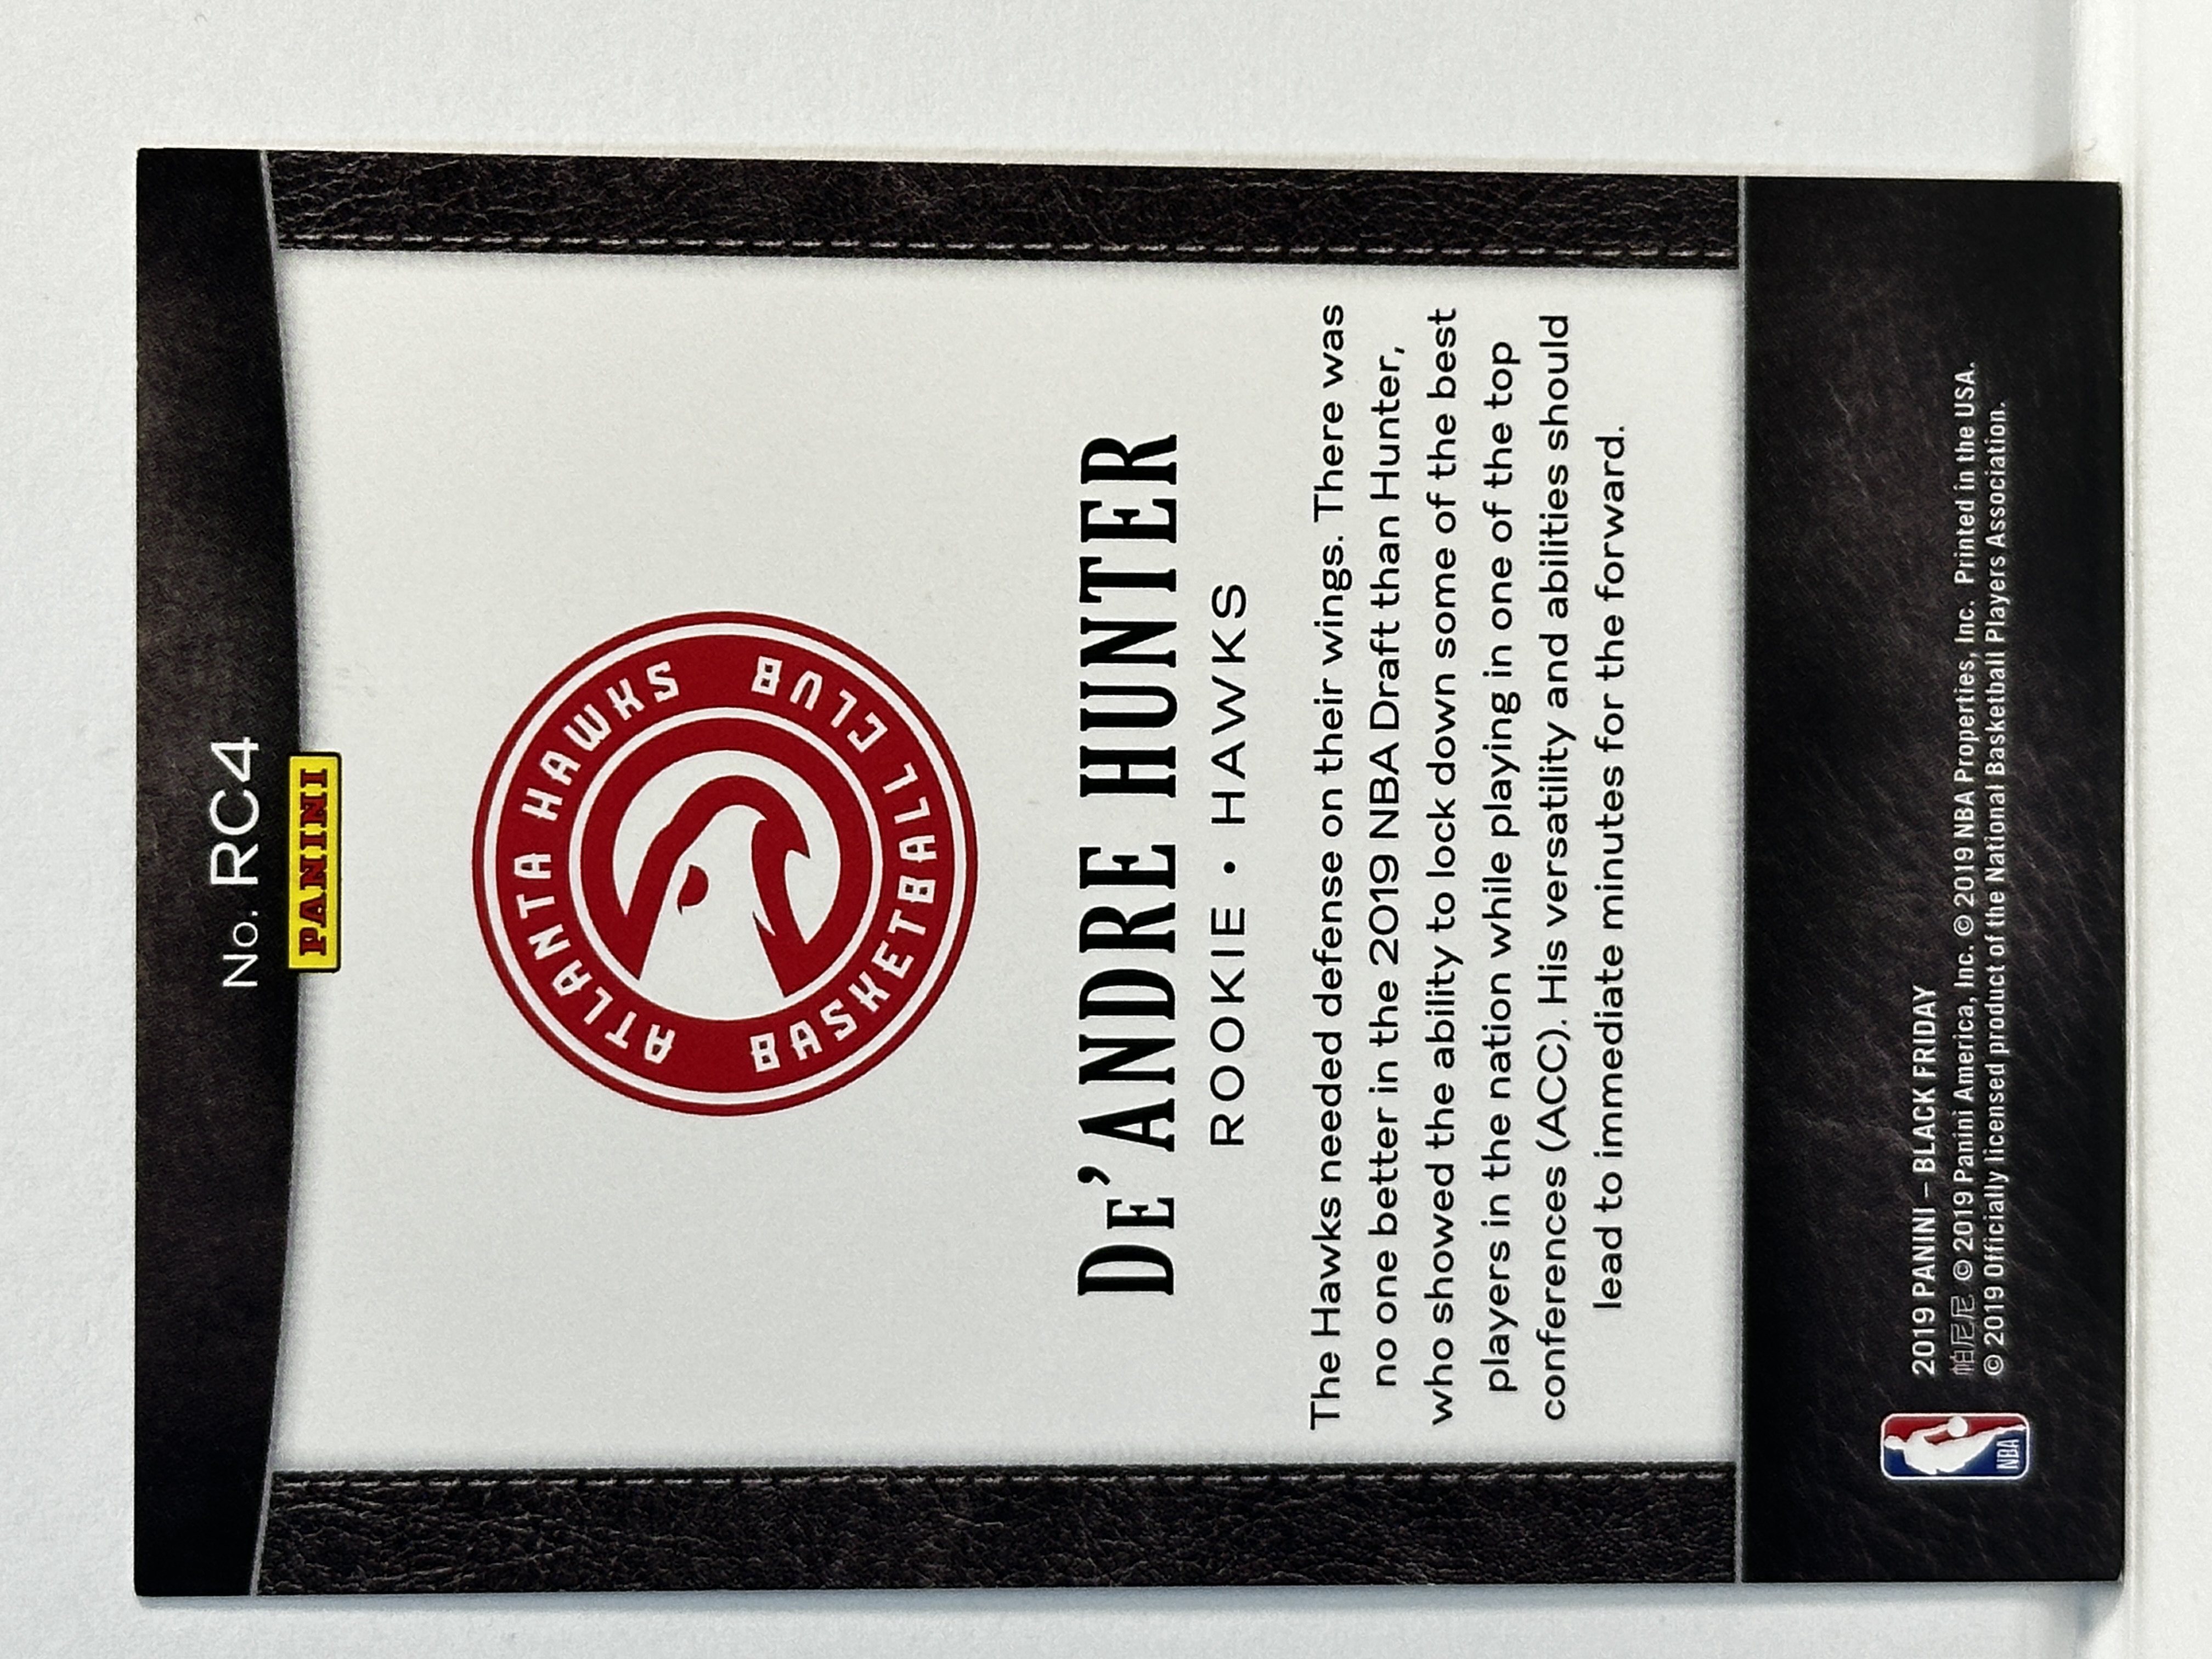 No. RC4
PANINI
ATLANTA HAWKS
BASKETBALL CLUB
DE'ANDRE HUNTER
ROOKIE • HAWKS
The Hawks needed defense on their wings. There was
no one better in the 2019 NBA Draft than Hunter,
who showed the ability to lock down some of the best
players in the nation while playing in one of the top
conferences (ACC). His versatility and abilities should
lead to immediate minutes for the forward.
NBA
2019 PANINI – BLACK FRIDAY
帕尼尼 © 2019 Panini America, Inc. © 2019 NBA Properties, Inc. Printed in the USA.
© 2019 Officially licensed product of the National Basketball Players Association.